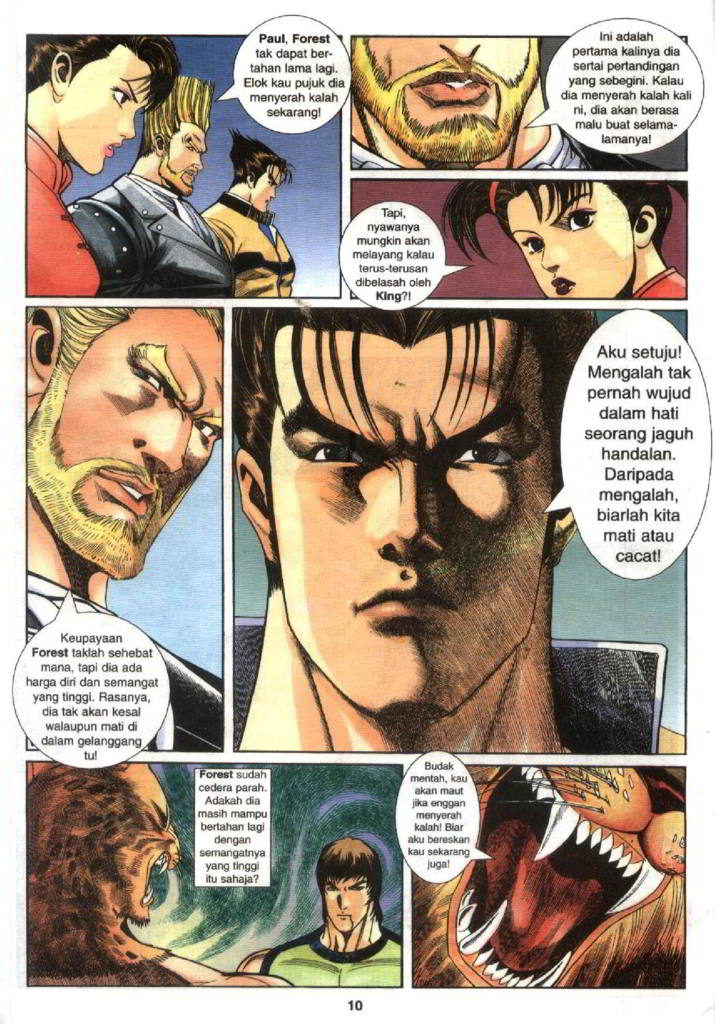 Paul, Forest
tak dapat ber-
tahan lama lagi.
Elok kau pujuk dia
menyerah kalah
sekarang!
Ini adalah
pertama kalinya dia
sertai pertandingan
yang sebegini. Kalau
dia menyerah kalah kali
ni, dia akan berasa
malu buat selama-
lamanya!
Tapi,
nyawanya
mungkin akan
melayang kalau
terus-terusan
dibelasah oleh
King?!
Keupayaan
Forest taklah sehebat
mana, tapi dia ada
harga diri dan semangat
yang tinggi. Rasanya,
dia tak akan kesal
walaupun mati di
dalam gelanggang
tu!
Aku setuju!
Mengalah tak
pernah wujud
dalam hati
seorang jaguh
handalan.
Daripada
mengalah,
biarlah kita
mati atau
cacat!
Forest sudah
cedera parah.
Adakah dia
masih mampu
bertahan lagi
dengan
semangatnya
yang tinggi
itu sahaja?
Budak
mentah, kau
akan maut
jika enggan
menyerah
kalah! Biar
aku bereskan
kau sekarang
juga!
10